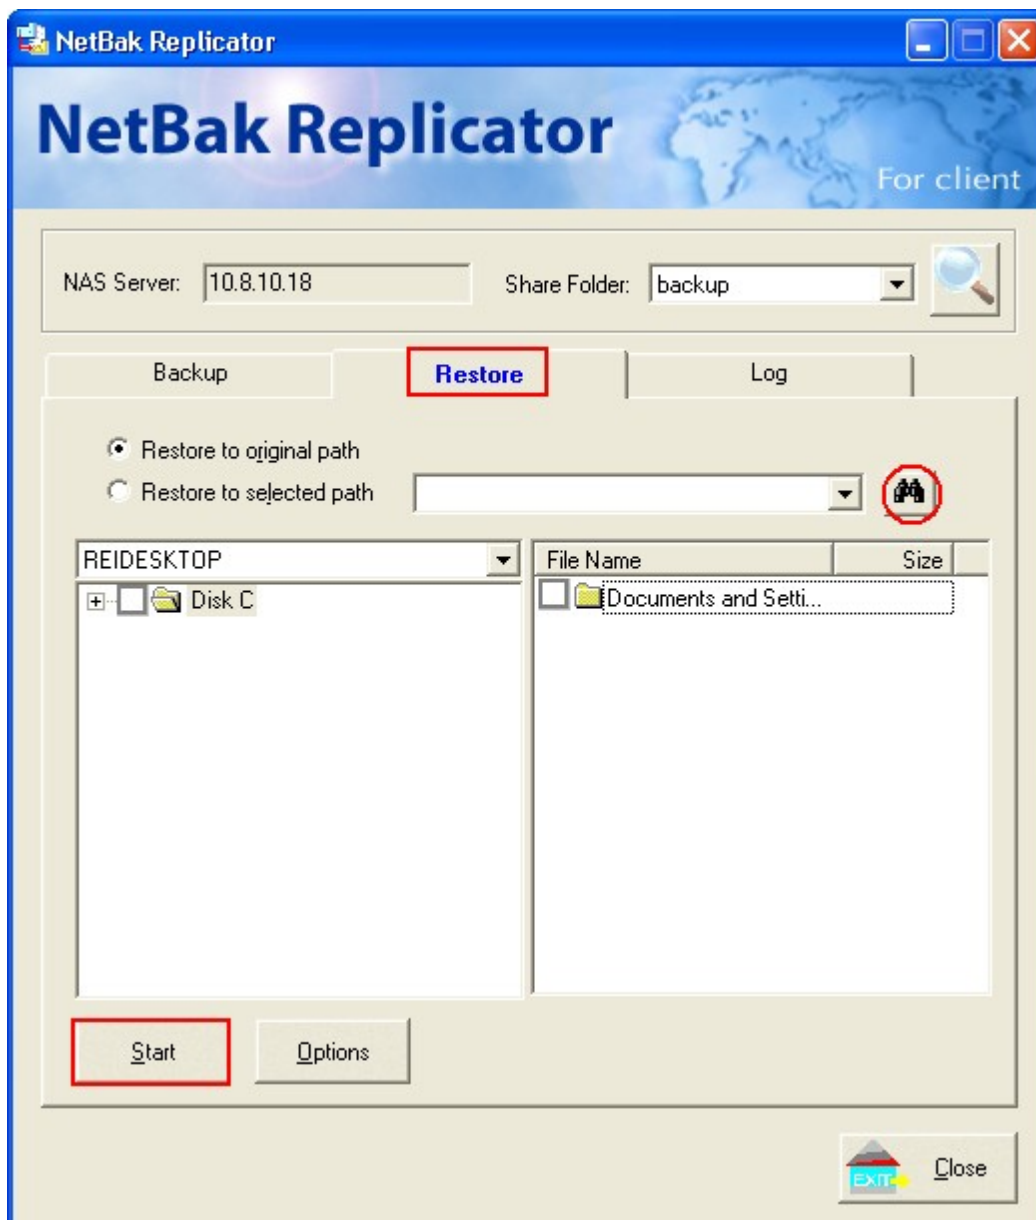 NetBak Replicator
NetBak Replicator
For client
NAS Server: 10.8.10.18 Share Folder: backup
Backup Restore Log
Restore to original path
Restore to selected path
REIDESKTOP
Disk C
File Name Size
Documents and Setti...
Start Options
EXIT Close